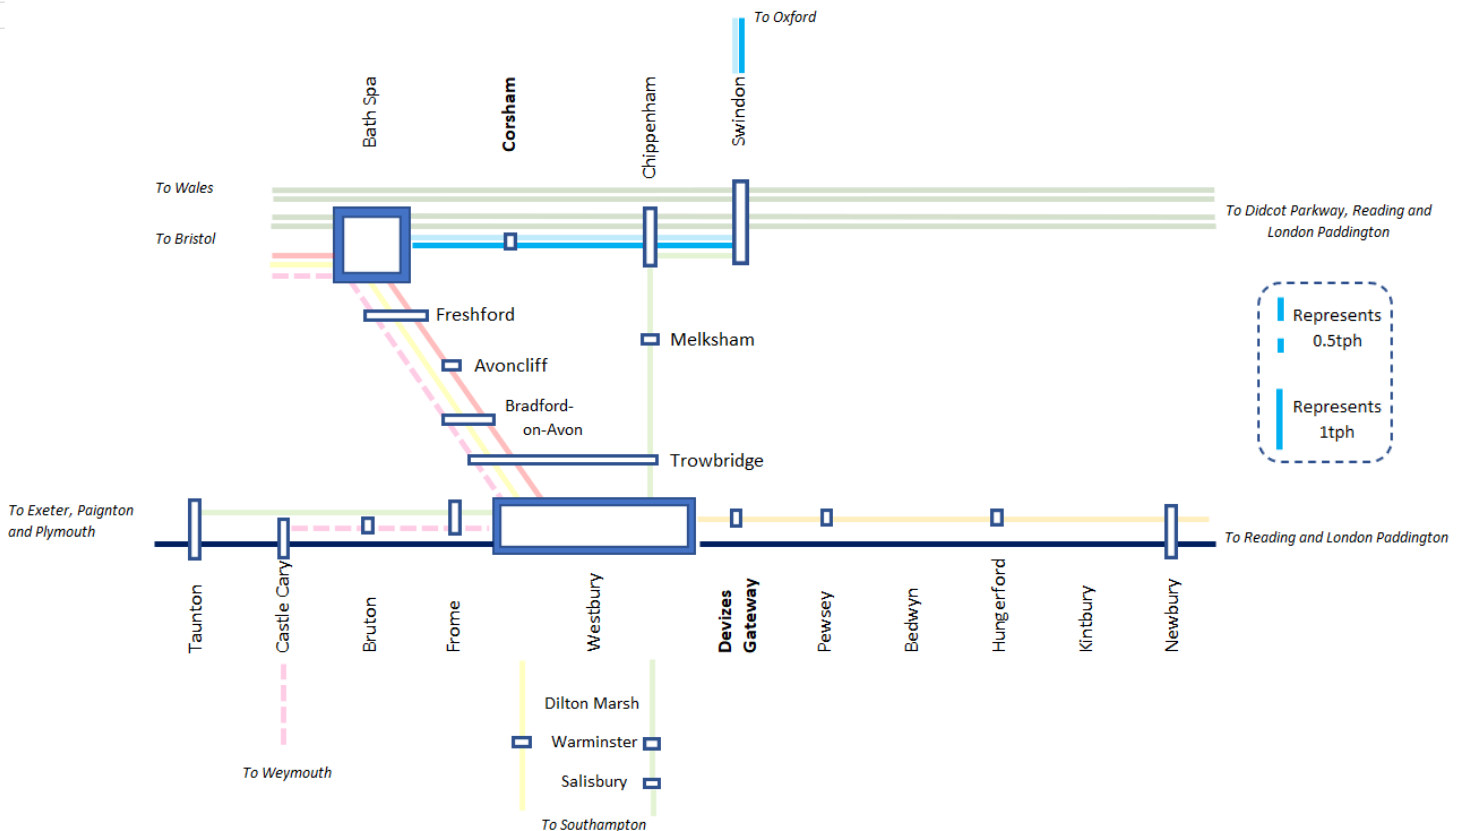 To Oxford
Bath Spa
Corsham
Chippenham
Swindon
To Wales
To Bristol
To Didcot Parkway, Reading and
London Paddington
Represents
0.5tph
Represents
1tph
Freshford
Avoncliff
Bradford-
on-Avon
Melksham
Trowbridge
To Exeter, Paignton
and Plymouth
To Reading and London Paddington
Taunton
Castle Cary
Bruton
Frome
Westbury
Devizes
Gateway
Pewsey
Bedwyn
Hungerford
Kintbury
Newbury
Dilton Marsh
Warminster
Salisbury
To Weymouth
To Southampton